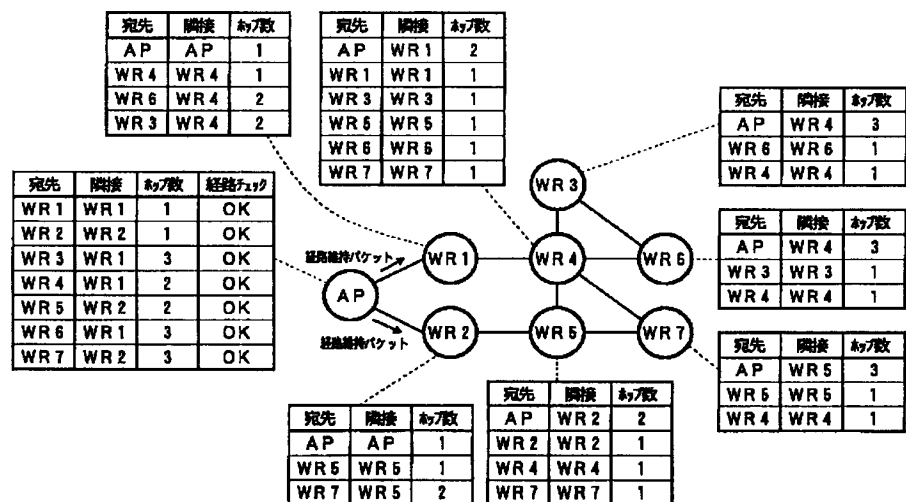 宛先 隣接 ホップ数
AP AP 1
WR4 WR4 1
WR6 WR4 2
WR3 WR4 2
宛先 隣接 ホップ数
AP WR1 2
WR1 WR1 1
WR3 WR3 1
WR5 WR5 1
WR6 WR6 1
WR7 WR7 1
宛先 隣接 ホップ数
AP WR4 3
WR6 WR6 1
WR4 WR4 1
宛先 隣接 ホップ数 経路チェック
WR1 WR1 1 OK
WR2 WR2 1 OK
WR3 WR1 3 OK
WR4 WR1 2 OK
WR5 WR2 2 OK
WR6 WR1 3 OK
WR7 WR2 3 OK
WR3
経路維持パケット
WR1
WR4
WR6
AP
WR2
WR5
WR7
経路維持パケット
宛先 隣接 ホップ数
AP WR4 3
WR3 WR3 1
WR4 WR4 1
宛先 隣接 ホップ数
AP WR5 3
WR5 WR5 1
WR4 WR4 1
宛先 隣接 ホップ数
AP AP 1
WR5 WR5 1
WR7 WR5 2
宛先 隣接 ホップ数
AP WR2 2
WR2 WR2 1
WR4 WR4 1
WR7 WR7 1